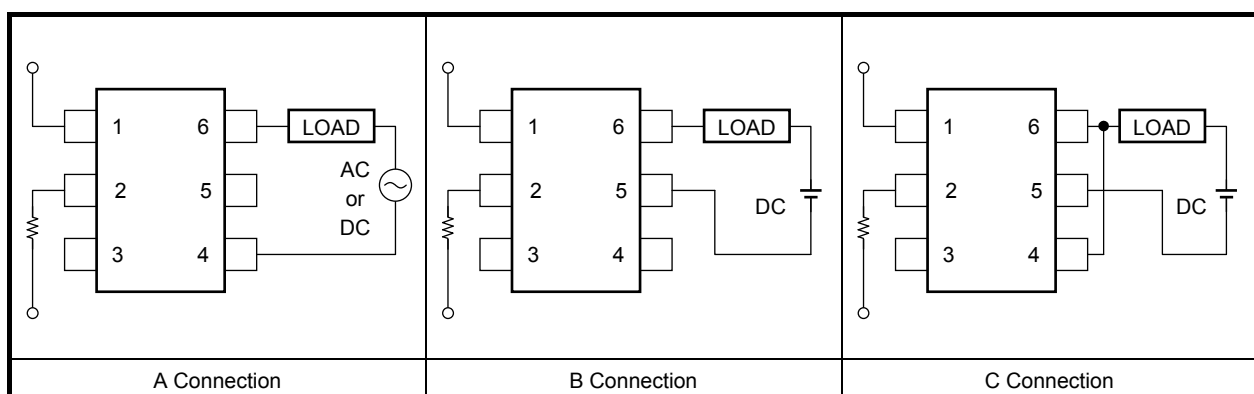 1 6 LOAD
2 5 AC
or
DC
3 4
A Connection
1 6 LOAD
2 5 DC
3 4
B Connection
1 6 LOAD
2 5 DC
3 4
C Connection